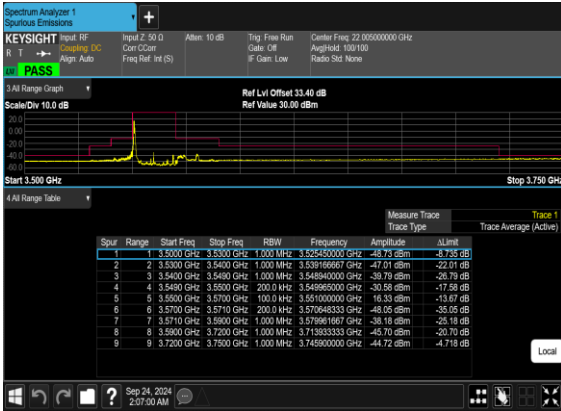 Spectrum Analyzer 1
Spurious Emissions
+
KEYSIGHT Input: RF Input Z: 50 Ω Atten: 10 dB Trig: Free Run Center Freq: 22.005000000 GHz
R T Coupling: DC Corr CCorr Gate: Off Avg|Hold: 100/100
Align: Auto Freq Ref: Int (S) IF Gain: Low Radio Std: None
LW PASS
3 All Range Graph
Ref Lvl Offset 33.40 dB
Scale/Div 10.0 dB Ref Value 30.00 dBm
20.0
0.00
-20.0
-40.0
-60.0
Start 3.500 GHz Stop 3.750 GHz
4 All Range Table
Measure Trace Trace 1
Trace Type Trace Average (Active)
Spur Range Start Freq Stop Freq RBW Frequency Amplitude ΔLimit
1 1 3.5000 GHz 3.5300 GHz 1.000 MHz 3.525450000 GHz -48.73 dBm -8.735 dB
2 2 3.5300 GHz 3.5400 GHz 1.000 MHz 3.539166667 GHz -47.01 dBm -22.01 dB
3 3 3.5400 GHz 3.5490 GHz 1.000 MHz 3.548940000 GHz -39.79 dBm -26.79 dB
4 4 3.5490 GHz 3.5500 GHz 200.0 kHz 3.549965000 GHz -30.58 dBm -17.58 dB
5 5 3.5500 GHz 3.5700 GHz 100.0 kHz 3.551000000 GHz 16.33 dBm -13.67 dB
6 6 3.5700 GHz 3.5710 GHz 200.0 kHz 3.570648333 GHz -48.05 dBm -35.05 dB
7 7 3.5710 GHz 3.5900 GHz 1.000 MHz 3.579961667 GHz -38.18 dBm -25.18 dB
8 8 3.5900 GHz 3.7200 GHz 1.000 MHz 3.713933333 GHz -45.70 dBm -20.70 dB
9 9 3.7200 GHz 3.7500 GHz 1.000 MHz 3.745900000 GHz -44.72 dBm -4.718 dB
Local
? Sep 24, 2024
2:07:00 AM